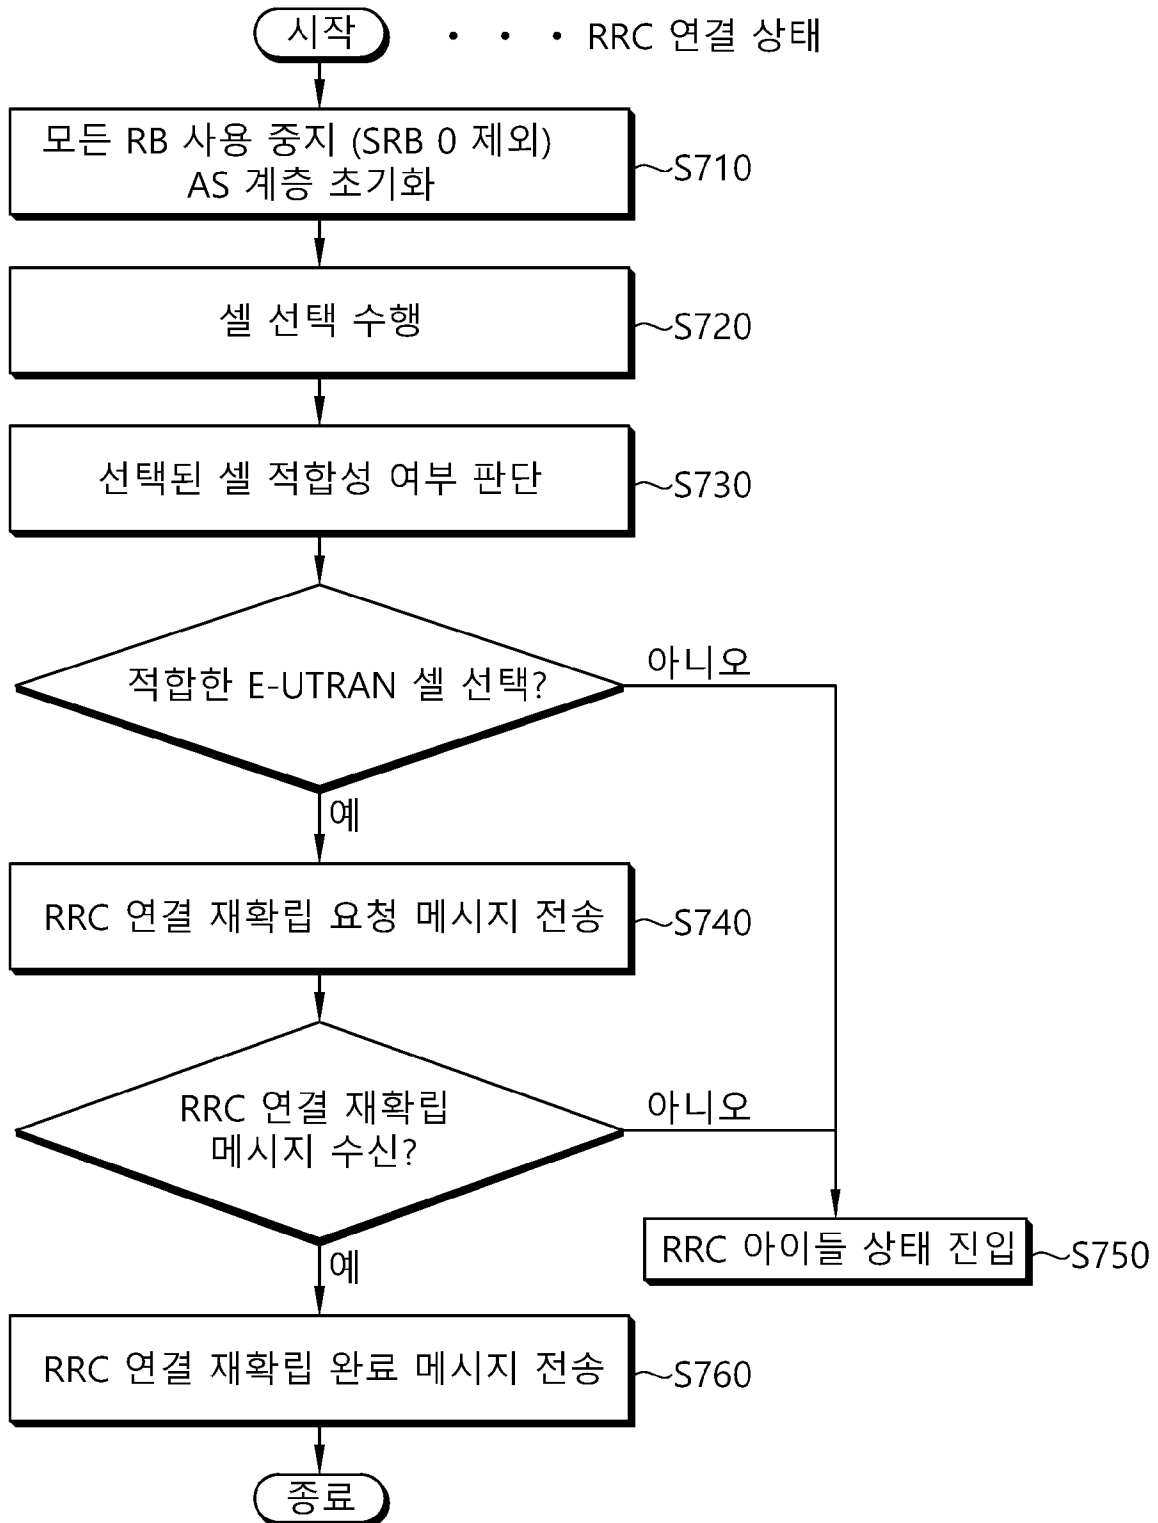 시작 · · · RRC 연결 상태
모든 RB 사용 중지 (SRB 0 제외)
AS 계층 초기화
S710
셀 선택 수행
S720
선택된 셀 적합성 여부 판단
S730
적합한 E-UTRAN 셀 선택?
아니오
예
RRC 연결 재확립 요청 메시지 전송
S740
RRC 연결 재확립
메시지 수신?
아니오
예
RRC 아이들 상태 진입
S750
RRC 연결 재확립 완료 메시지 전송
S760
종료